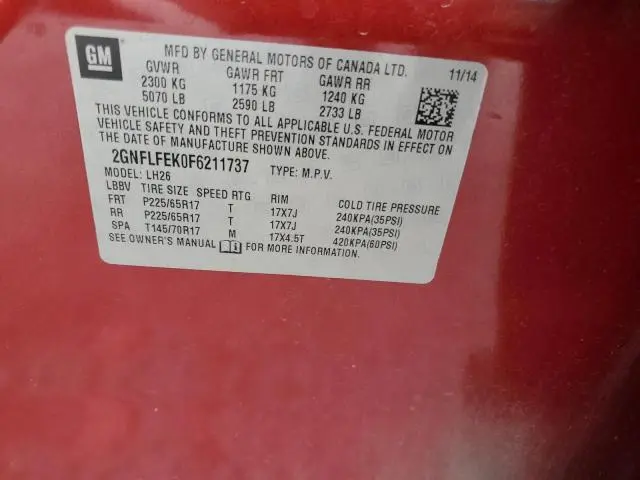 GM
MFD BY GENERAL MOTORS OF CANADA LTD.
GVWR GAWR FRT GAWR RR 11/14
2300 KG 1175 KG 1240 KG
5070 LB 2590 LB 2733 LB
THIS VEHICLE CONFORMS TO ALL APPLICABLE U.S. FEDERAL MOTOR
VEHICLE SAFETY AND THEFT PREVENTION STANDARDS IN EFFECT ON
THE DATE OF MANUFACTURE SHOWN ABOVE.
2GNFLFEK0F6211737 TYPE: M.P.V.
MODEL: LH26
LBBV TIRE SIZE SPEED RTG RIM COLD TIRE PRESSURE
FRT P225/65R17 T 17X7J 240KPA(35PSI)
RR P225/65R17 T 17X7J 240KPA(35PSI)
SPA T145/70R17 M 17X4.5T 420KPA(60PSI)
SEE OWNER'S MANUAL FOR MORE INFORMATION.